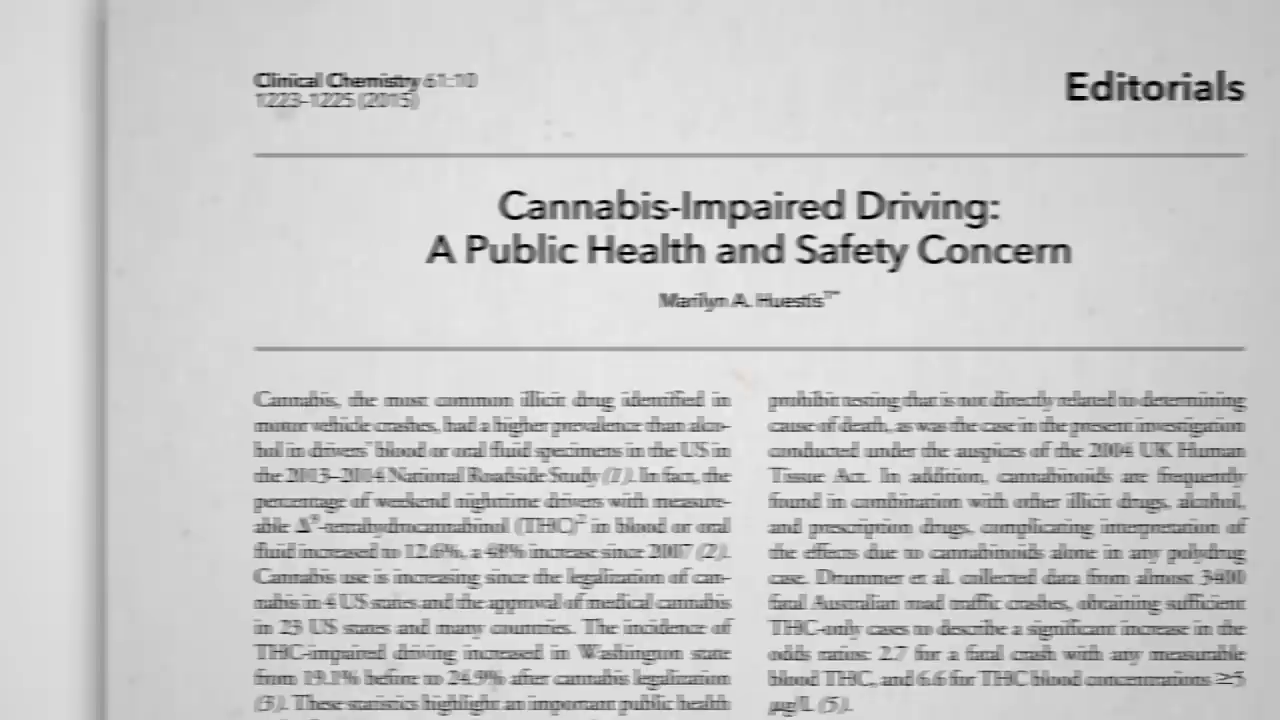 Clinical Chemistry 61:10
1223–1225 (2015)
Editorials
Cannabis-Impaired Driving:
A Public Health and Safety Concern
Marilyn A. Huestis1*
Cannabis, the most common illicit drug identified in
motor vehicle crashes, had a higher prevalence than alco-
hol in drivers' blood or oral fluid specimens in the US in
the 2013–2014 National Roadside Study (1). In fact, the
percentage of weekend nighttime drivers with measure-
able Δ9-tetrahydrocannabinol (THC)2 in blood or oral
fluid increased to 12.6%, a 48% increase since 2007 (2).
Cannabis use is increasing since the legalization of can-
nabis in 4 US states and the approval of medical cannabis
in 23 US states and many countries. The incidence of
THC-impaired driving increased in Washington state
from 19.1% before to 24.9% after cannabis legalization
(3). These statistics highlight an important public health
prohibit testing that is not directly related to determining
cause of death, as was the case in the present investigation
conducted under the auspices of the 2004 UK Human
Tissue Act. In addition, cannabinoids are frequently
found in combination with other illicit drugs, alcohol,
and prescription drugs, complicating interpretation of
the effects due to cannabinoids alone in any polydrug
case. Drummer et al. collected data from almost 3400
fatal Australian road traffic crashes, obtaining sufficient
THC-only cases to describe a significant increase in the
odds ratios: 2.7 for a fatal crash with any measurable
blood THC, and 6.6 for THC blood concentrations ≥5
μg/L (5).